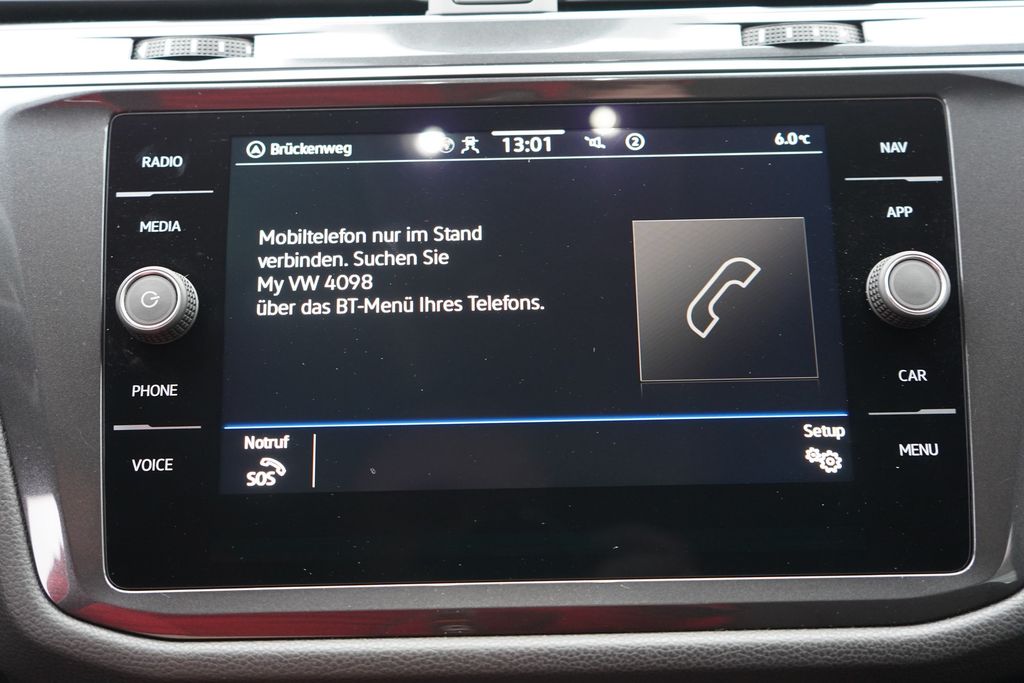 RADIO
MEDIA
PHONE
VOICE
Brückenweg
13:01
2
6.0°C
Mobiltelefon nur im Stand
verbinden. Suchen Sie
My VW 4098
über das BT-Menü Ihres Telefons.
Notruf
SOS
Setup
NAV
APP
CAR
MENU